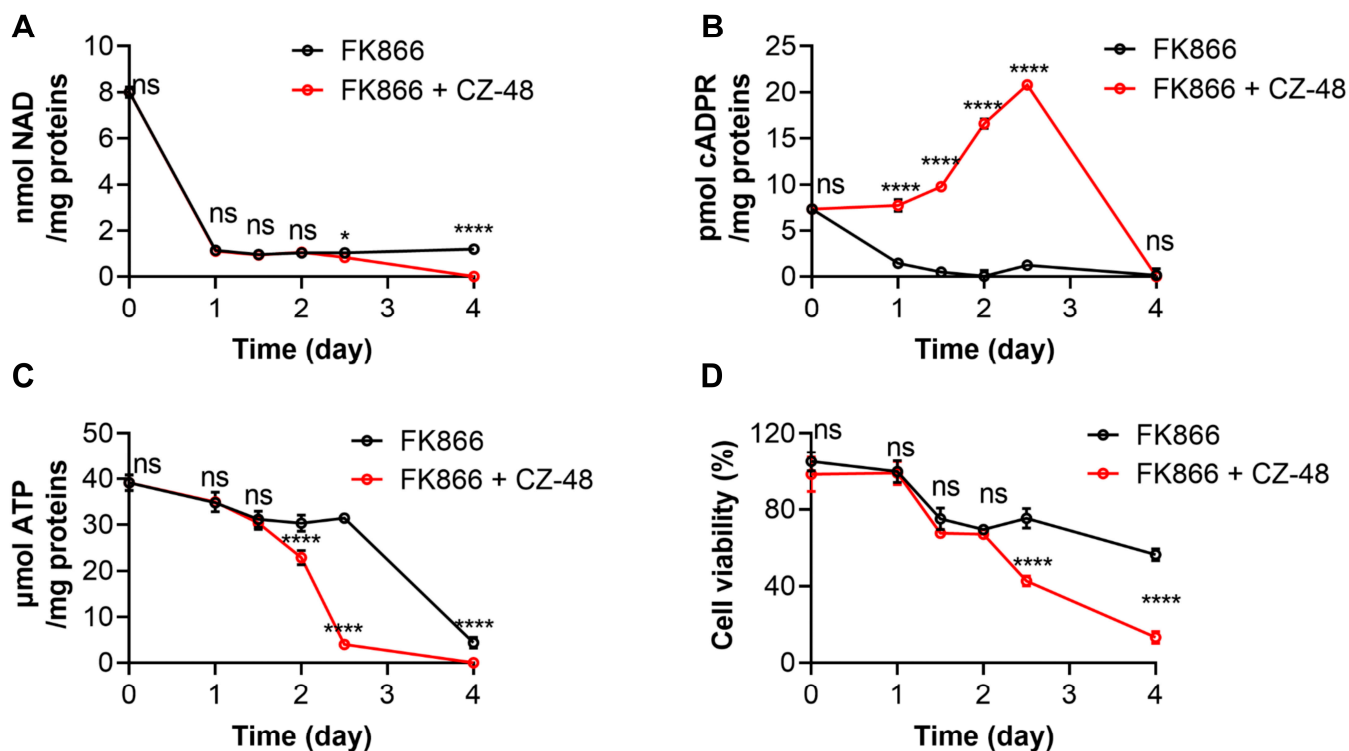 A
10
8
6
4
2
0
nmol NAD
/mg proteins
FK866
FK866 + CZ-48
ns
ns
ns
ns
*
****
0
1
2
3
4
Time (day)
B
25
20
15
10
5
0
pmol cADPR
/mg proteins
FK866
FK866 + CZ-48
ns
****
****
****
****
ns
0
1
2
3
4
Time (day)
C
50
40
30
20
10
0
µmol ATP
/mg proteins
FK866
FK866 + CZ-48
ns
ns
ns
****
****
****
0
1
2
3
4
Time (day)
D
120
80
40
0
Cell viability (%)
FK866
FK866 + CZ-48
ns
ns
ns
ns
****
****
0
1
2
3
4
Time (day)